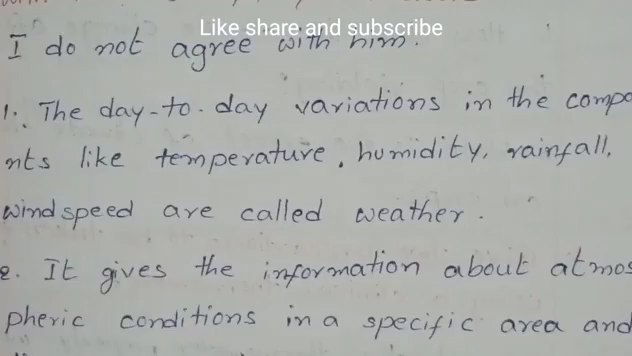 Like share and subscribe
I do not agree with him.
1. The day-to-day variations in the compo
nts like temperature, humidity, rainfall,
windspeed are called weather.
2. It gives the information about atmos
pheric conditions in a specific area and